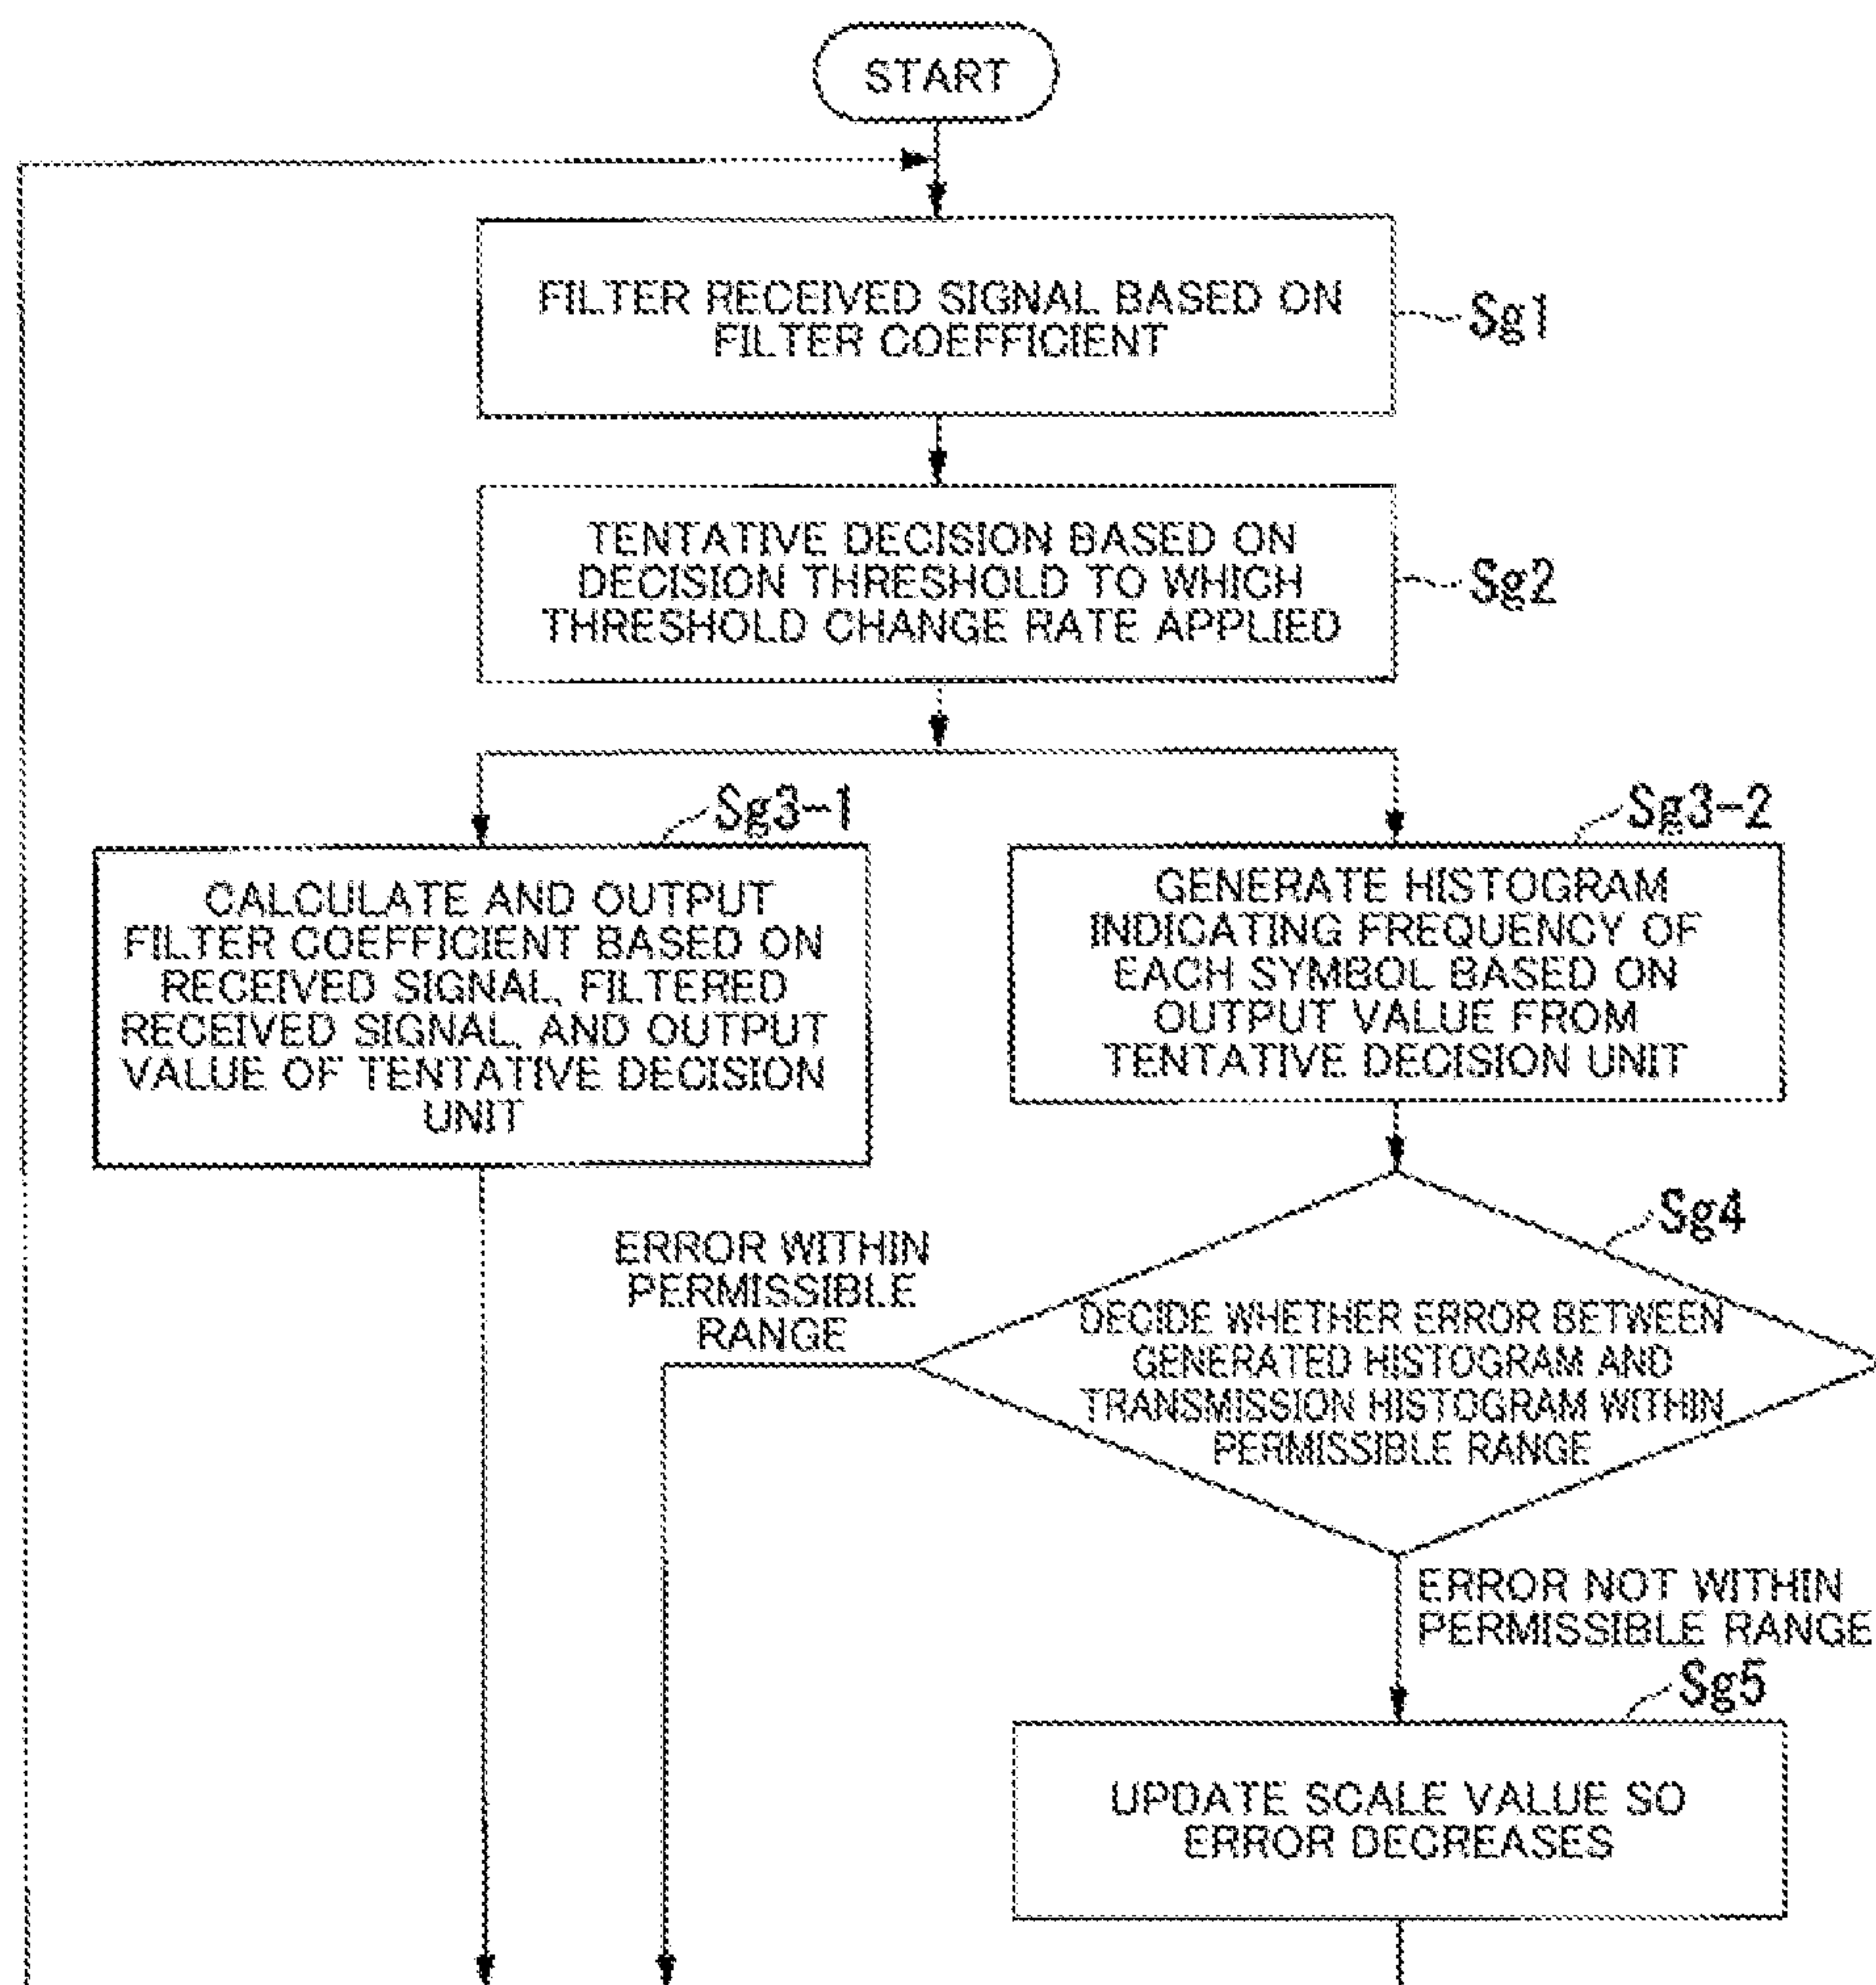 START
FILTER RECEIVED SIGNAL BASED ON
FILTER COEFFICIENT
Sg1
TENTATIVE DECISION BASED ON
DECISION THRESHOLD TO WHICH
THRESHOLD CHANGE RATE APPLIED
Sg2
Sg3-1
CALCULATE AND OUTPUT
FILTER COEFFICIENT BASED ON
RECEIVED SIGNAL, FILTERED
RECEIVED SIGNAL, AND OUTPUT
VALUE OF TENTATIVE DECISION
UNIT
Sg3-2
GENERATE HISTOGRAM
INDICATING FREQUENCY OF
EACH SYMBOL BASED ON
OUTPUT VALUE FROM
TENTATIVE DECISION UNIT
Sg4
ERROR WITHIN
PERMISSIBLE
RANGE
DECIDE WHETHER ERROR BETWEEN
GENERATED HISTOGRAM AND
TRANSMISSION HISTOGRAM WITHIN
PERMISSIBLE RANGE
ERROR NOT WITHIN
PERMISSIBLE RANGE
Sg5
UPDATE SCALE VALUE SO
ERROR DECREASES